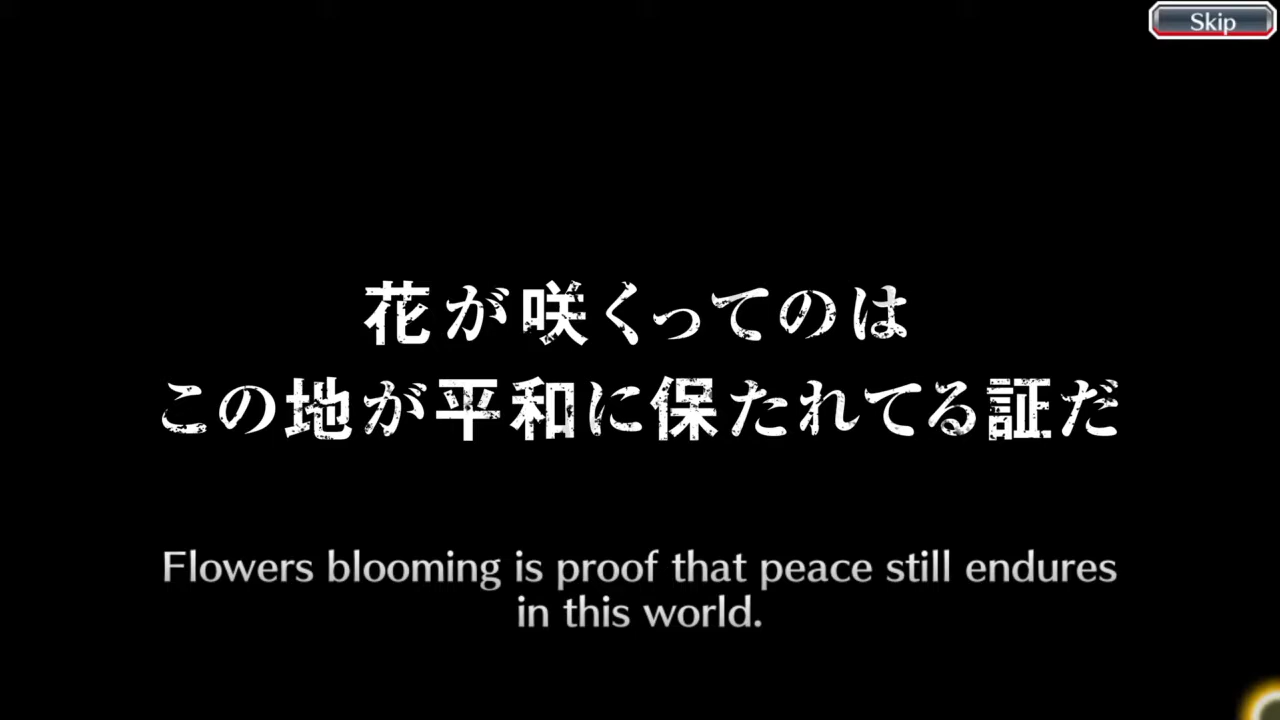 Skip
花が咲くってのは
この地が平和に保たれてる証だ
Flowers blooming is proof that peace still endures
in this world.